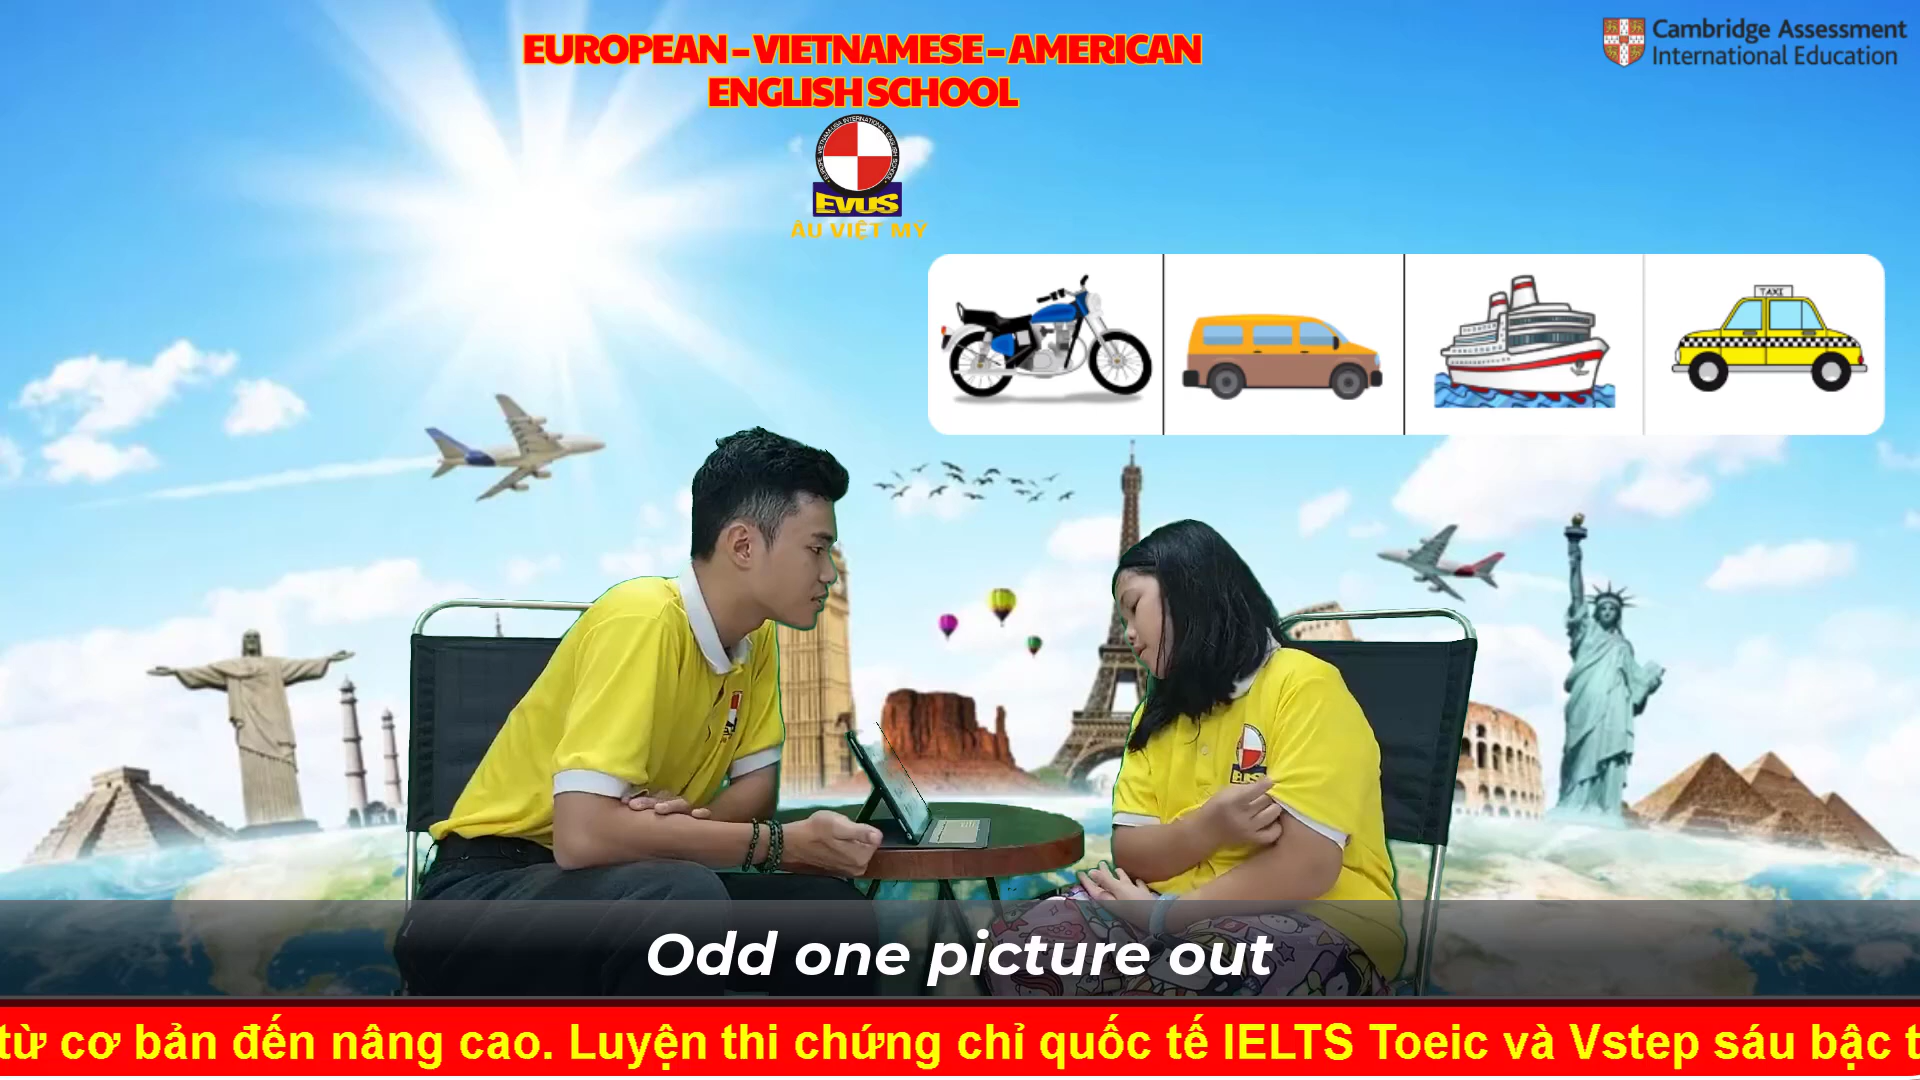 EUROPEAN – VIETNAMESE – AMERICAN
ENGLISH SCHOOL
Cambridge Assessment
International Education
EVUS
ÂU VIỆT MỸ
TAXI
Odd one picture out
từ cơ bản đến nâng cao. Luyện thi chứng chỉ quốc tế IELTS Toeic và Vstep sáu bậc t